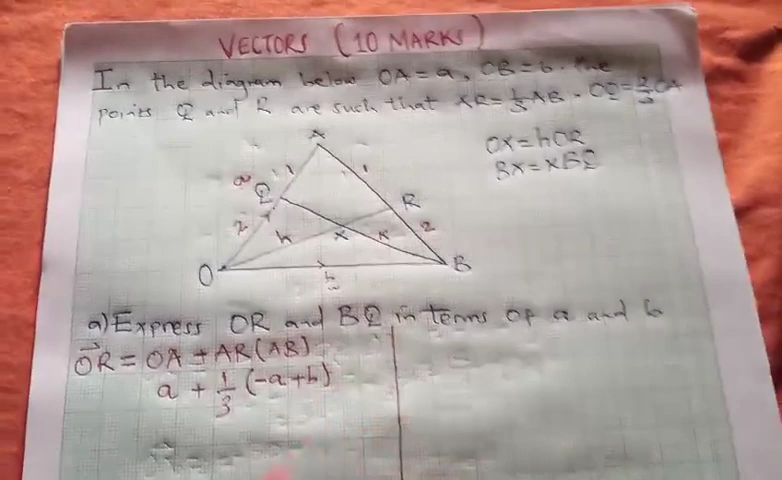 VECTORS (10 MARKS)
In the diagram below OA = a, OB = b. The
points Q and R are such that AR = 1/3 AB. OQ = 2/3 OA
OX = hOR
BX = kBQ
A
1
1
a
Q
R
2
h
x
k
2
O
B
b
a) Express OR and BQ in terms of a and b
OR = OA + AR (AB)
a + 1/3 (-a+b)